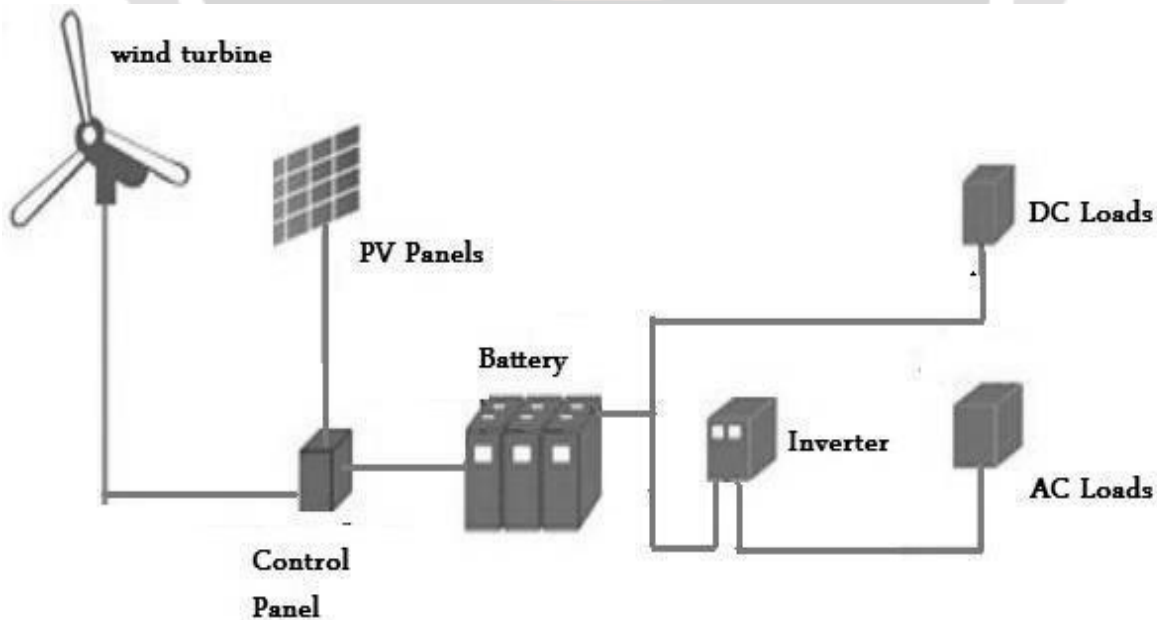 wind turbine
PV Panels
DC Loads
Battery
Inverter
AC Loads
Control
Panel